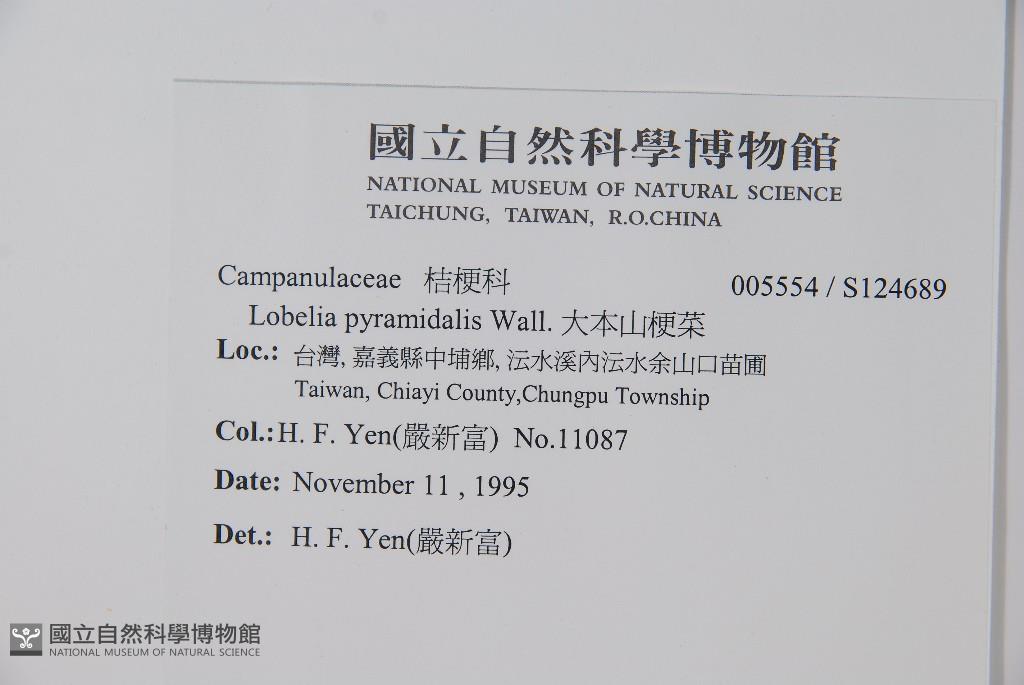 國立自然科學博物館
NATIONAL MUSEUM OF NATURAL SCIENCE
TAICHUNG, TAIWAN, R.O.CHINA
Campanulaceae 桔梗科 005554 / S124689
Lobelia pyramidalis Wall. 大本山梗菜
Loc.: 台灣, 嘉義縣中埔鄉, 沄水溪內沄水余山口苗圃
Taiwan, Chiayi County,Chungpu Township
Col.:H. F. Yen(嚴新富) No.11087
Date: November 11 , 1995
Det.: H. F. Yen(嚴新富)
國立自然科學博物館
NATIONAL MUSEUM OF NATURAL SCIENCE